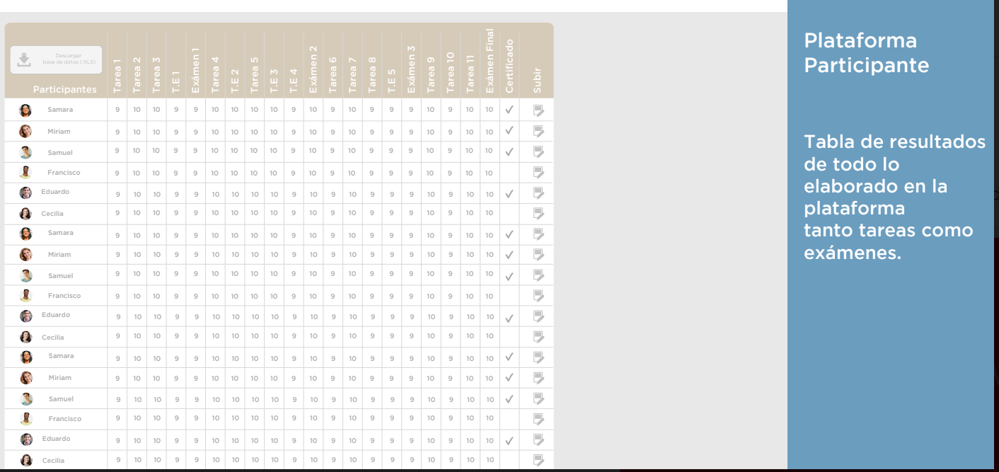 Descargar
base de datos (.XLS)
Participantes Tarea 1 Tarea 2 Tarea 3 T.E 1 Exámen 1 Tarea 4 T.E 2 Tarea 5 T.E 3 T.E 4 Exámen 2 Tarea 6 Tarea 7 Tarea 8 T.E 5 Exámen 3 Tarea 9 Tarea 10 Tarea 11 Exámen Final Certificado Subir
Samara 9 10 10 9 9 10 10 10 10 9 10 9 10 9 9 9 10 9 10 10 ✓
Miriam 9 10 10 9 9 10 10 10 10 9 10 9 10 9 9 9 10 9 10 10 ✓
Samuel 9 10 10 9 9 10 10 10 10 9 10 9 10 9 9 9 10 9 10 10 ✓
Francisco 9 10 10 9 9 10 10 10 10 9 10 9 10 9 9 9 10 9 10 10
Eduardo 9 10 10 9 9 10 10 10 10 9 10 9 10 9 9 9 10 9 10 10 ✓
Cecilia 9 10 10 9 9 10 10 10 10 9 10 9 10 9 9 9 10 9 10 10
Samara 9 10 10 9 9 10 10 10 10 9 10 9 10 9 9 9 10 9 10 10 ✓
Miriam 9 10 10 9 9 10 10 10 10 9 10 9 10 9 9 9 10 9 10 10 ✓
Samuel 9 10 10 9 9 10 10 10 10 9 10 9 10 9 9 9 10 9 10 10 ✓
Francisco 9 10 10 9 9 10 10 10 10 9 10 9 10 9 9 9 10 9 10 10
Eduardo 9 10 10 9 9 10 10 10 10 9 10 9 10 9 9 9 10 9 10 10 ✓
Cecilia 9 10 10 9 9 10 10 10 10 9 10 9 10 9 9 9 10 9 10 10
Samara 9 10 10 9 9 10 10 10 10 9 10 9 10 9 9 9 10 9 10 10 ✓
Miriam 9 10 10 9 9 10 10 10 10 9 10 9 10 9 9 9 10 9 10 10 ✓
Samuel 9 10 10 9 9 10 10 10 10 9 10 9 10 9 9 9 10 9 10 10 ✓
Francisco 9 10 10 9 9 10 10 10 10 9 10 9 10 9 9 9 10 9 10 10
Eduardo 9 10 10 9 9 10 10 10 10 9 10 9 10 9 9 9 10 9 10 10 ✓
Cecilia 9 10 10 9 9 10 10 10 10 9 10 9 10 9 9 9 10 9 10 10
Plataforma
Participante
Tabla de resultados
de todo lo
elaborado en la
plataforma
tanto tareas como
exámenes.